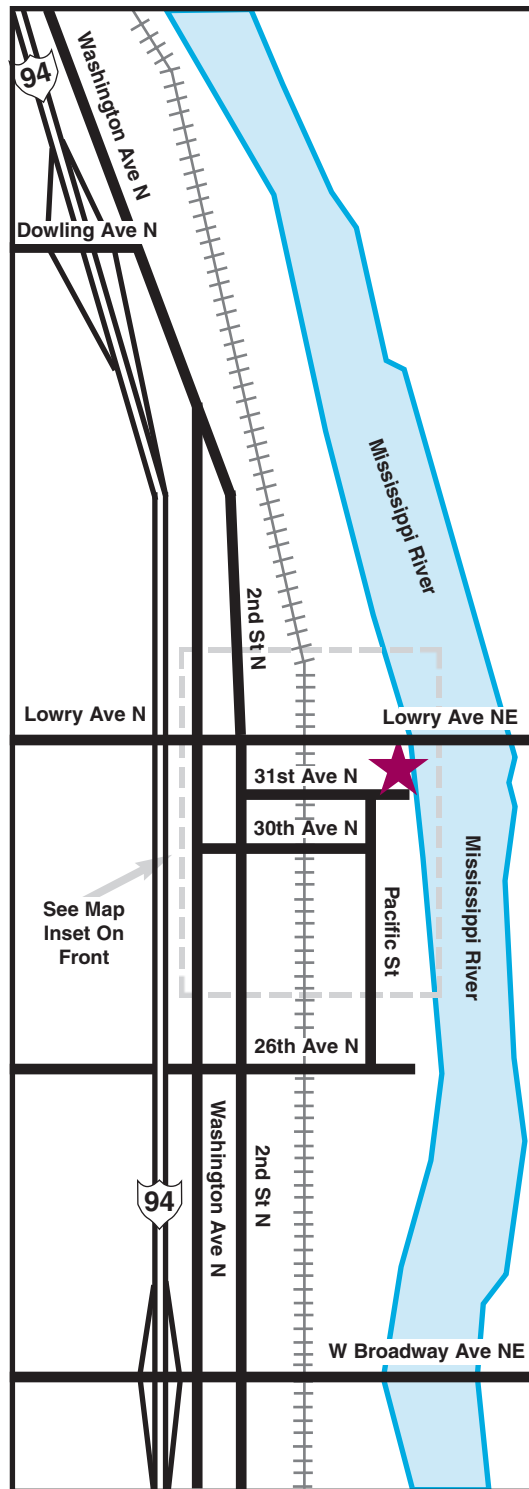 94
Washington Ave N
Dowling Ave N
Mississippi River
2nd St N
Lowry Ave N
Lowry Ave NE
31st Ave N
30th Ave N
Mississippi River
Pacific St
See Map
Inset On
Front
26th Ave N
Washington Ave N
2nd St N
94
W Broadway Ave NE